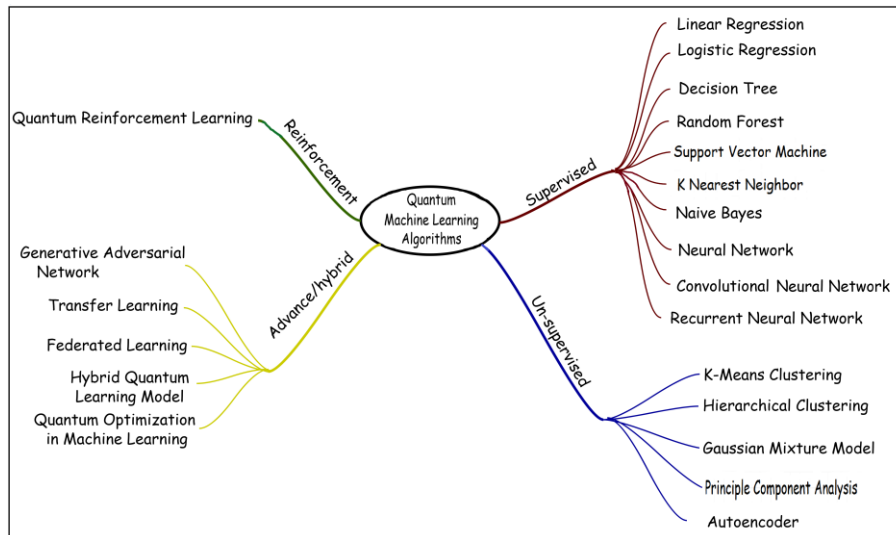 Quantum
Machine Learning
Algorithms
Reinforcement
Quantum Reinforcement Learning
Advance/hybrid
Generative Adversarial
Network
Transfer Learning
Federated Learning
Hybrid Quantum
Learning Model
Quantum Optimization
in Machine Learning
Supervised
Linear Regression
Logistic Regression
Decision Tree
Random Forest
Support Vector Machine
K Nearest Neighbor
Naive Bayes
Neural Network
Convolutional Neural Network
Recurrent Neural Network
Un-supervised
K-Means Clustering
Hierarchical Clustering
Gaussian Mixture Model
Principle Component Analysis
Autoencoder